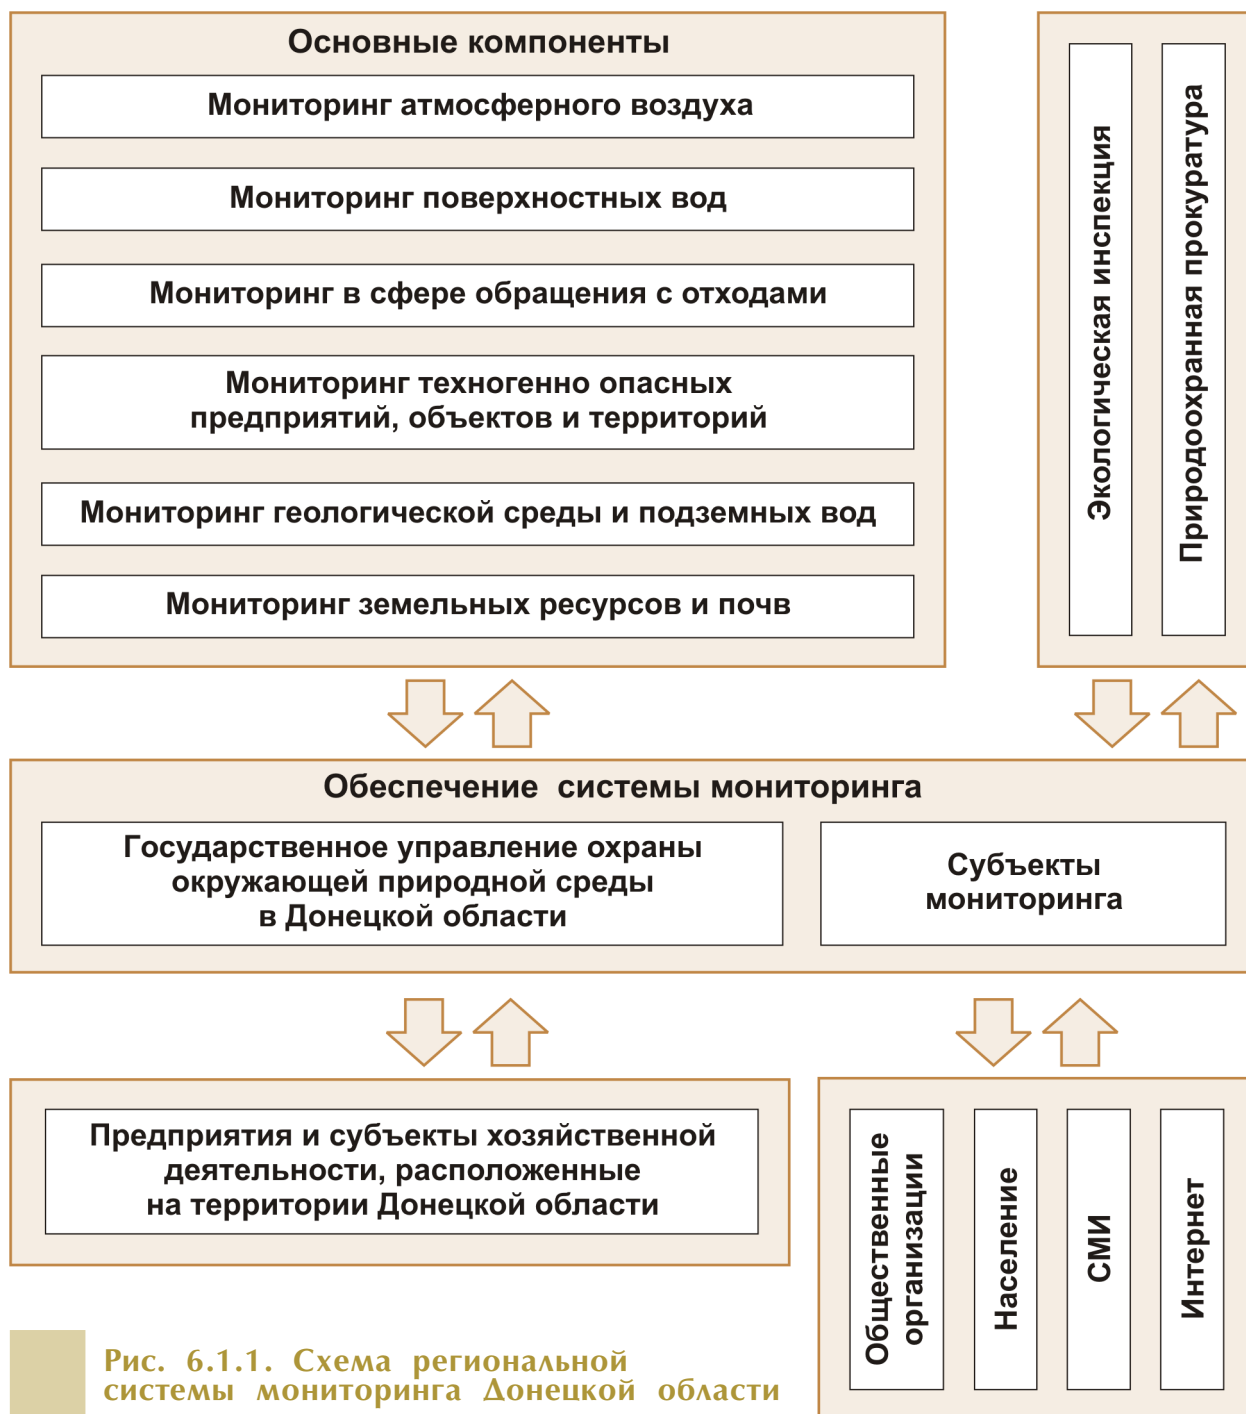 Основные компоненты
Мониторинг атмосферного воздуха
Мониторинг поверхностных вод
Мониторинг в сфере обращения с отходами
Мониторинг техногенно опасных
предприятий, объектов и территорий
Мониторинг геологической среды и подземных вод
Мониторинг земельных ресурсов и почв
Экологическая инспекция
Природоохранная прокуратура
Обеспечение системы мониторинга
Государственное управление охраны
окружающей природной среды
в Донецкой области
Субъекты
мониторинга
Предприятия и субъекты хозяйственной
деятельности, расположенные
на территории Донецкой области
Общественные
организации
Население
СМИ
Интернет
Рис. 6.1.1. Схема региональной
системы мониторинга Донецкой области